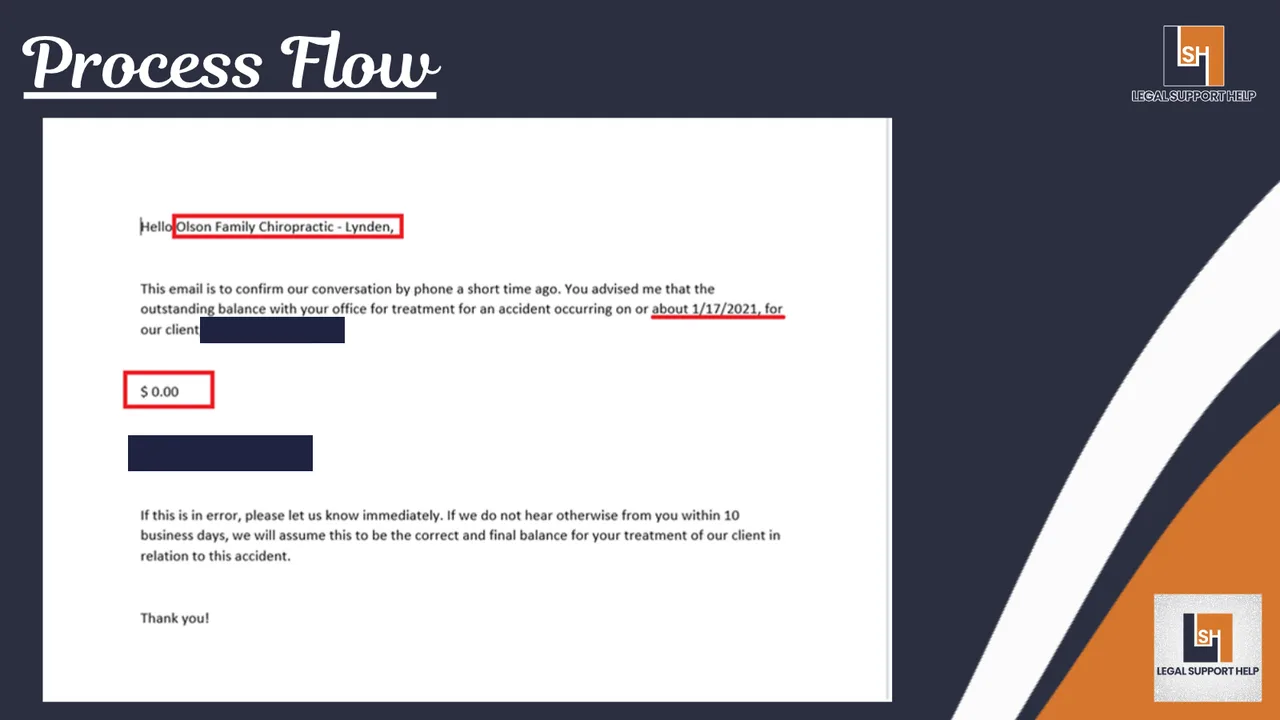 Process Flow
SH
LEGAL SUPPORT HELP
Hello Olson Family Chiropractic - Lynden,
This email is to confirm our conversation by phone a short time ago. You advised me that the
outstanding balance with your office for treatment for an accident occurring on or about 1/17/2021, for
our client
$ 0.00
If this is in error, please let us know immediately. If we do not hear otherwise from you within 10
business days, we will assume this to be the correct and final balance for your treatment of our client in
relation to this accident.
Thank you!
SH
LEGAL SUPPORT HELP